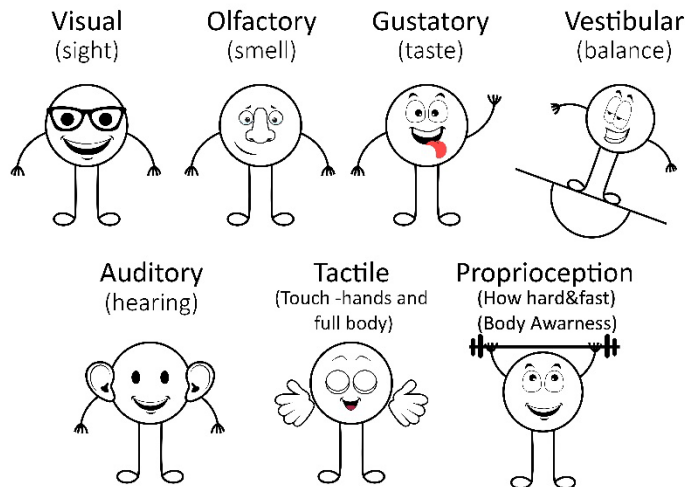 Visual
(sight)
Olfactory
(smell)
Gustatory
(taste)
Vestibular
(balance)
Auditory
(hearing)
Tactile
(Touch -hands and
full body)
Proprioception
(How hard&fast)
(Body Awarness)